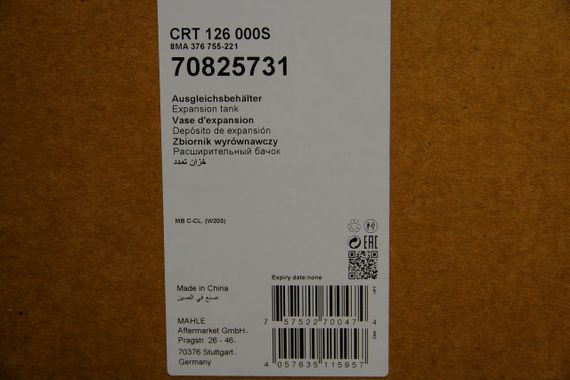 CRT 126 000S
8MA 376 755-221
70825731
Ausgleichsbehälter
Expansion tank
Vase d'expansion
Depósito de expansión
Zbiornik wyrównawczy
Расширительный бачок
خزان تمدد
MB C-CL. (W203)
EAC
Expiry date:none
Made in China
صنع في الصين
7 57522 70047 4
MAHLE
Aftermarket GmbH.
Pragstr. 26 - 46.
70376 Stuttgart.
Germany
4 057635 115957